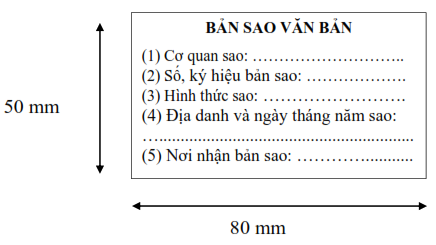 BẢN SAO VĂN BẢN
(1) Cơ quan sao: ………………………..
(2) Số, ký hiệu bản sao: ……………….
(3) Hình thức sao: ………………………
(4) Địa danh và ngày tháng năm sao:
…............................................................
(5) Nơi nhận bản sao: …………...........
50 mm
80 mm